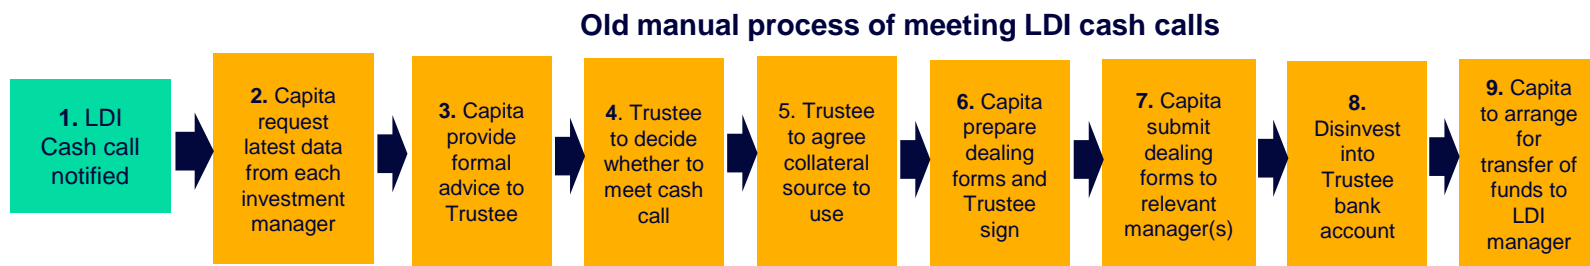 Old manual process of meeting LDI cash calls
1. LDI
Cash call
notified
2. Capita
request
latest data
from each
investment
manager
3. Capita
provide
formal
advice to
Trustee
4. Trustee
to decide
whether to
meet cash
call
5. Trustee
to agree
collateral
source to
use
6. Capita
prepare
dealing
forms and
Trustee
sign
7. Capita
submit
dealing
forms to
relevant
manager(s)
8.
Disinvest
into
Trustee
bank
account
9. Capita
to arrange
for
transfer of
funds to
LDI
manager